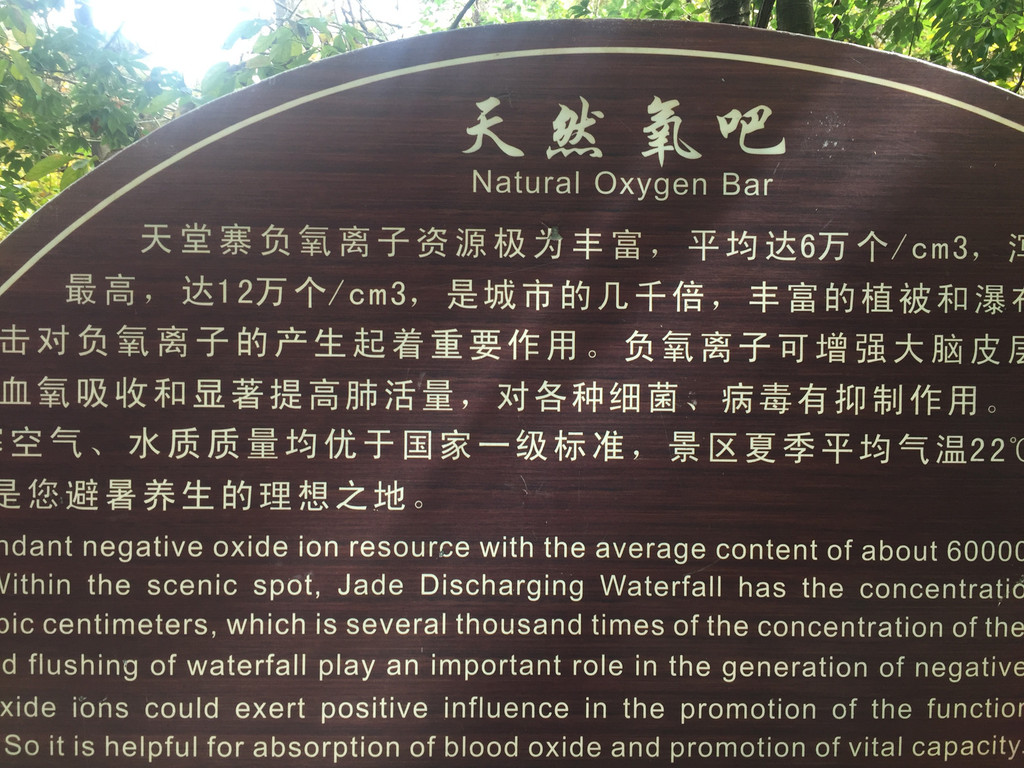 天然氧吧
Natural Oxygen Bar
天堂寨负氧离子资源极为丰富，平均达6万个/cm3，
最高，达12万个/cm3，是城市的几千倍，丰富的植被和瀑布
击对负氧离子的产生起着重要作用。负氧离子可增强大脑皮层
血氧吸收和显著提高肺活量，对各种细菌、病毒有抑制作用。
空气、水质质量均优于国家一级标准，景区夏季平均气温22℃
是您避暑养生的理想之地。
ndant negative oxide ion resource with the average content of about 60000
Within the scenic spot, Jade Discharging Waterfall has the concentratio
bic centimeters, which is several thousand times of the concentration of the
d flushing of waterfall play an important role in the generation of negative
xide ions could exert positive influence in the promotion of the function
So it is helpful for absorption of blood oxide and promotion of vital capacity.